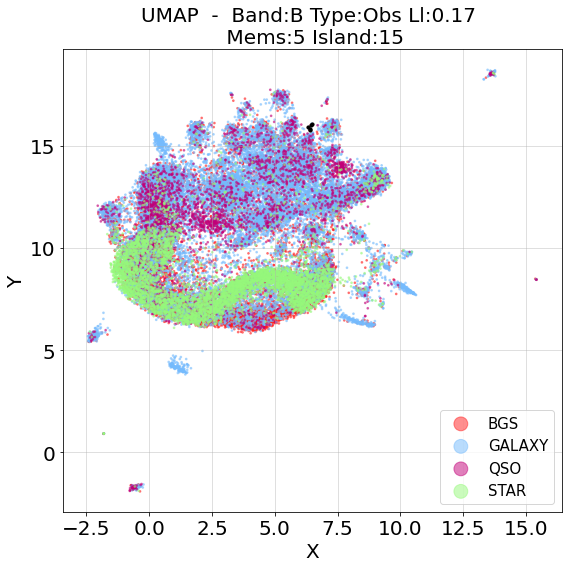 UMAP - Band:B Type:Obs Ll:0.17
Mems:5 Island:15
Y
15
10
5
0
−2.5 0.0 2.5 5.0 7.5 10.0 12.5 15.0
X
BGS
GALAXY
QSO
STAR